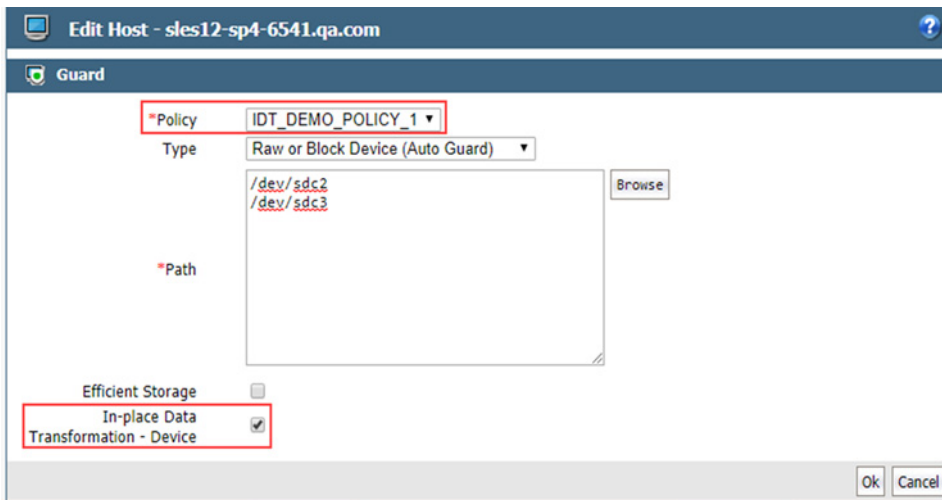 Edit Host - sles12-sp4-6541.qa.com
?
Guard
*Policy IDT_DEMO_POLICY_1
Type Raw or Block Device (Auto Guard)
/dev/sdc2
/dev/sdc3
Browse
*Path
Efficient Storage
In-place Data
Transformation - Device
Ok Cancel